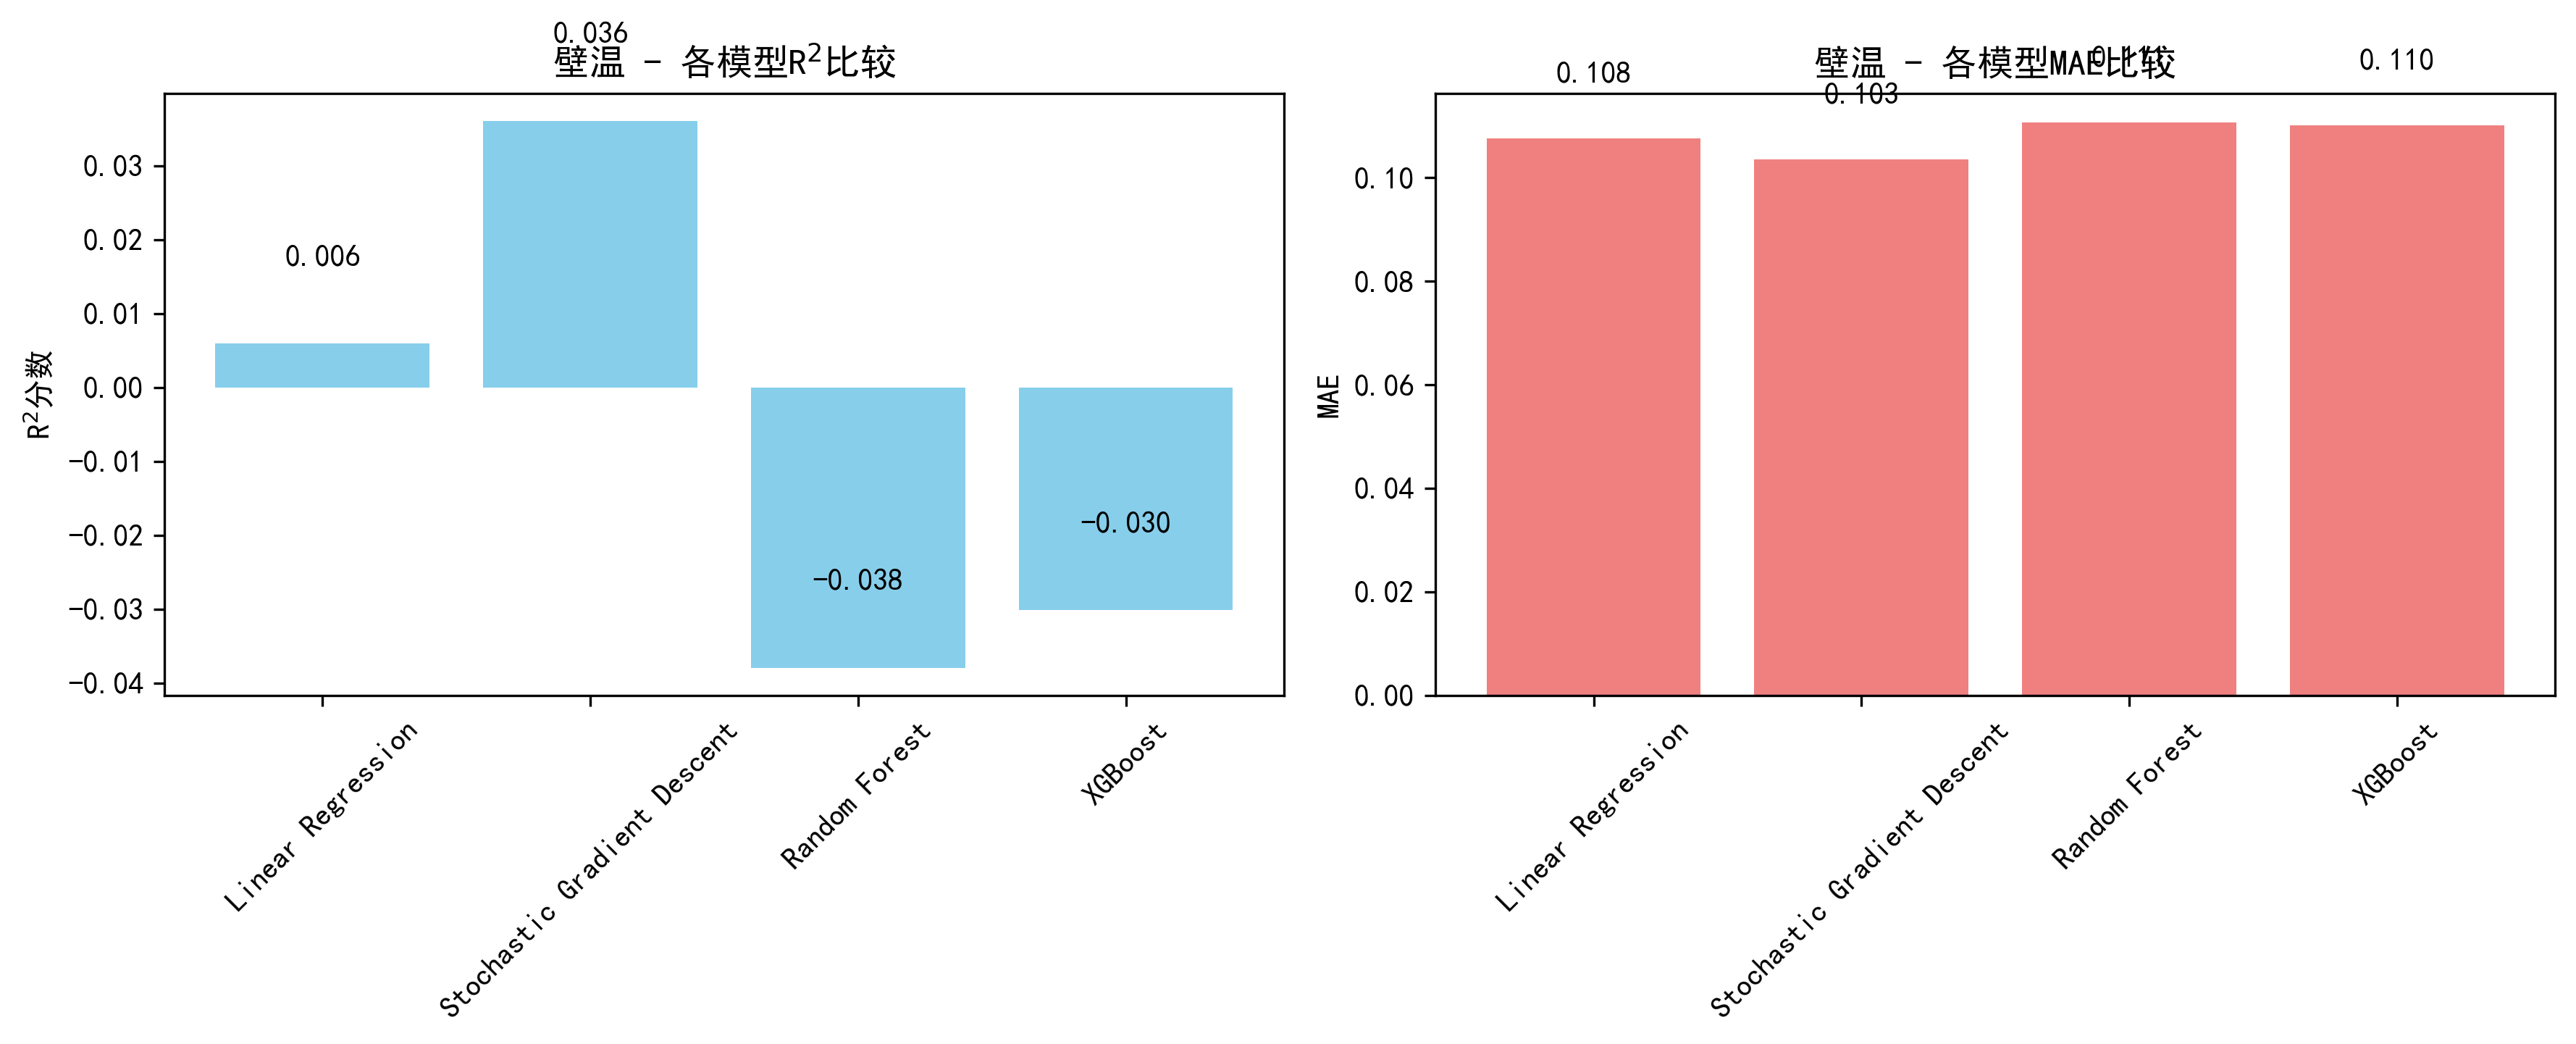 0.036
壁温 - 各模型R²比较
0.006
-0.038
-0.030
0.03
0.02
0.01
0.00
-0.01
-0.02
-0.03
-0.04
R²分数
Linear Regression
Stochastic Gradient Descent
Random Forest
XGBoost
壁温 - 各模型MAE比较
0.108
0.103
0.111
0.110
0.10
0.08
0.06
0.04
0.02
0.00
MAE
Linear Regression
Stochastic Gradient Descent
Random Forest
XGBoost